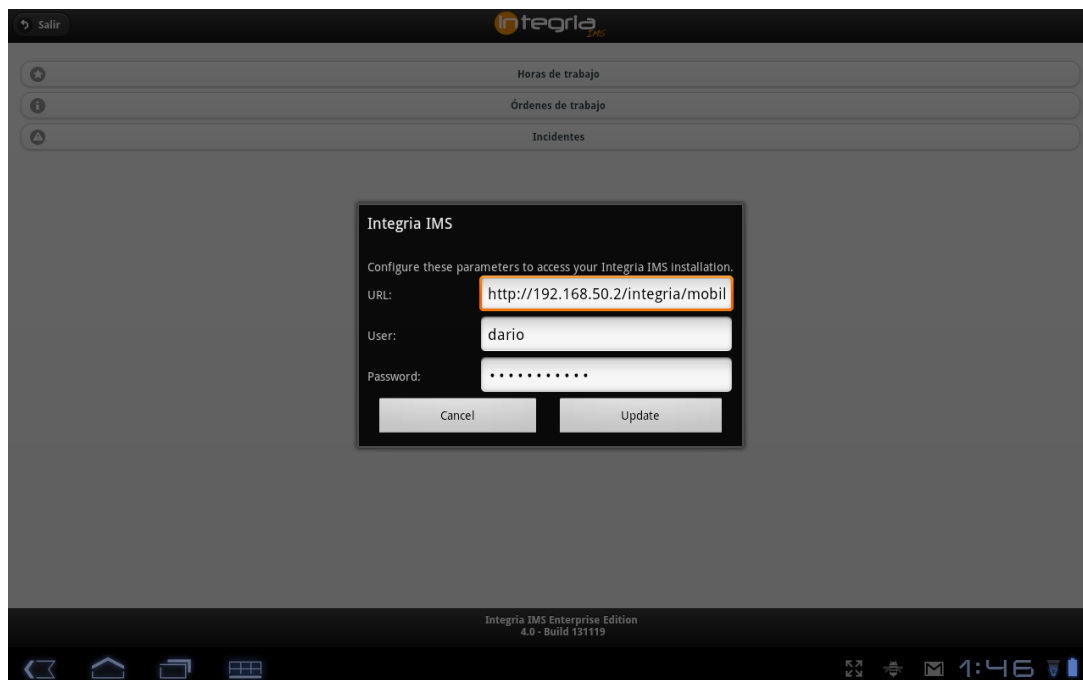 Salir
Integria
IMS
Horas de trabajo
Órdenes de trabajo
Incidentes
Integria IMS
Configure these parameters to access your Integria IMS installation.
URL: http://192.168.50.2/integria/mobil
User: dario
Password: •••••••••••
Cancel Update
Integria IMS Enterprise Edition
4.0 - Build 131119
1:46